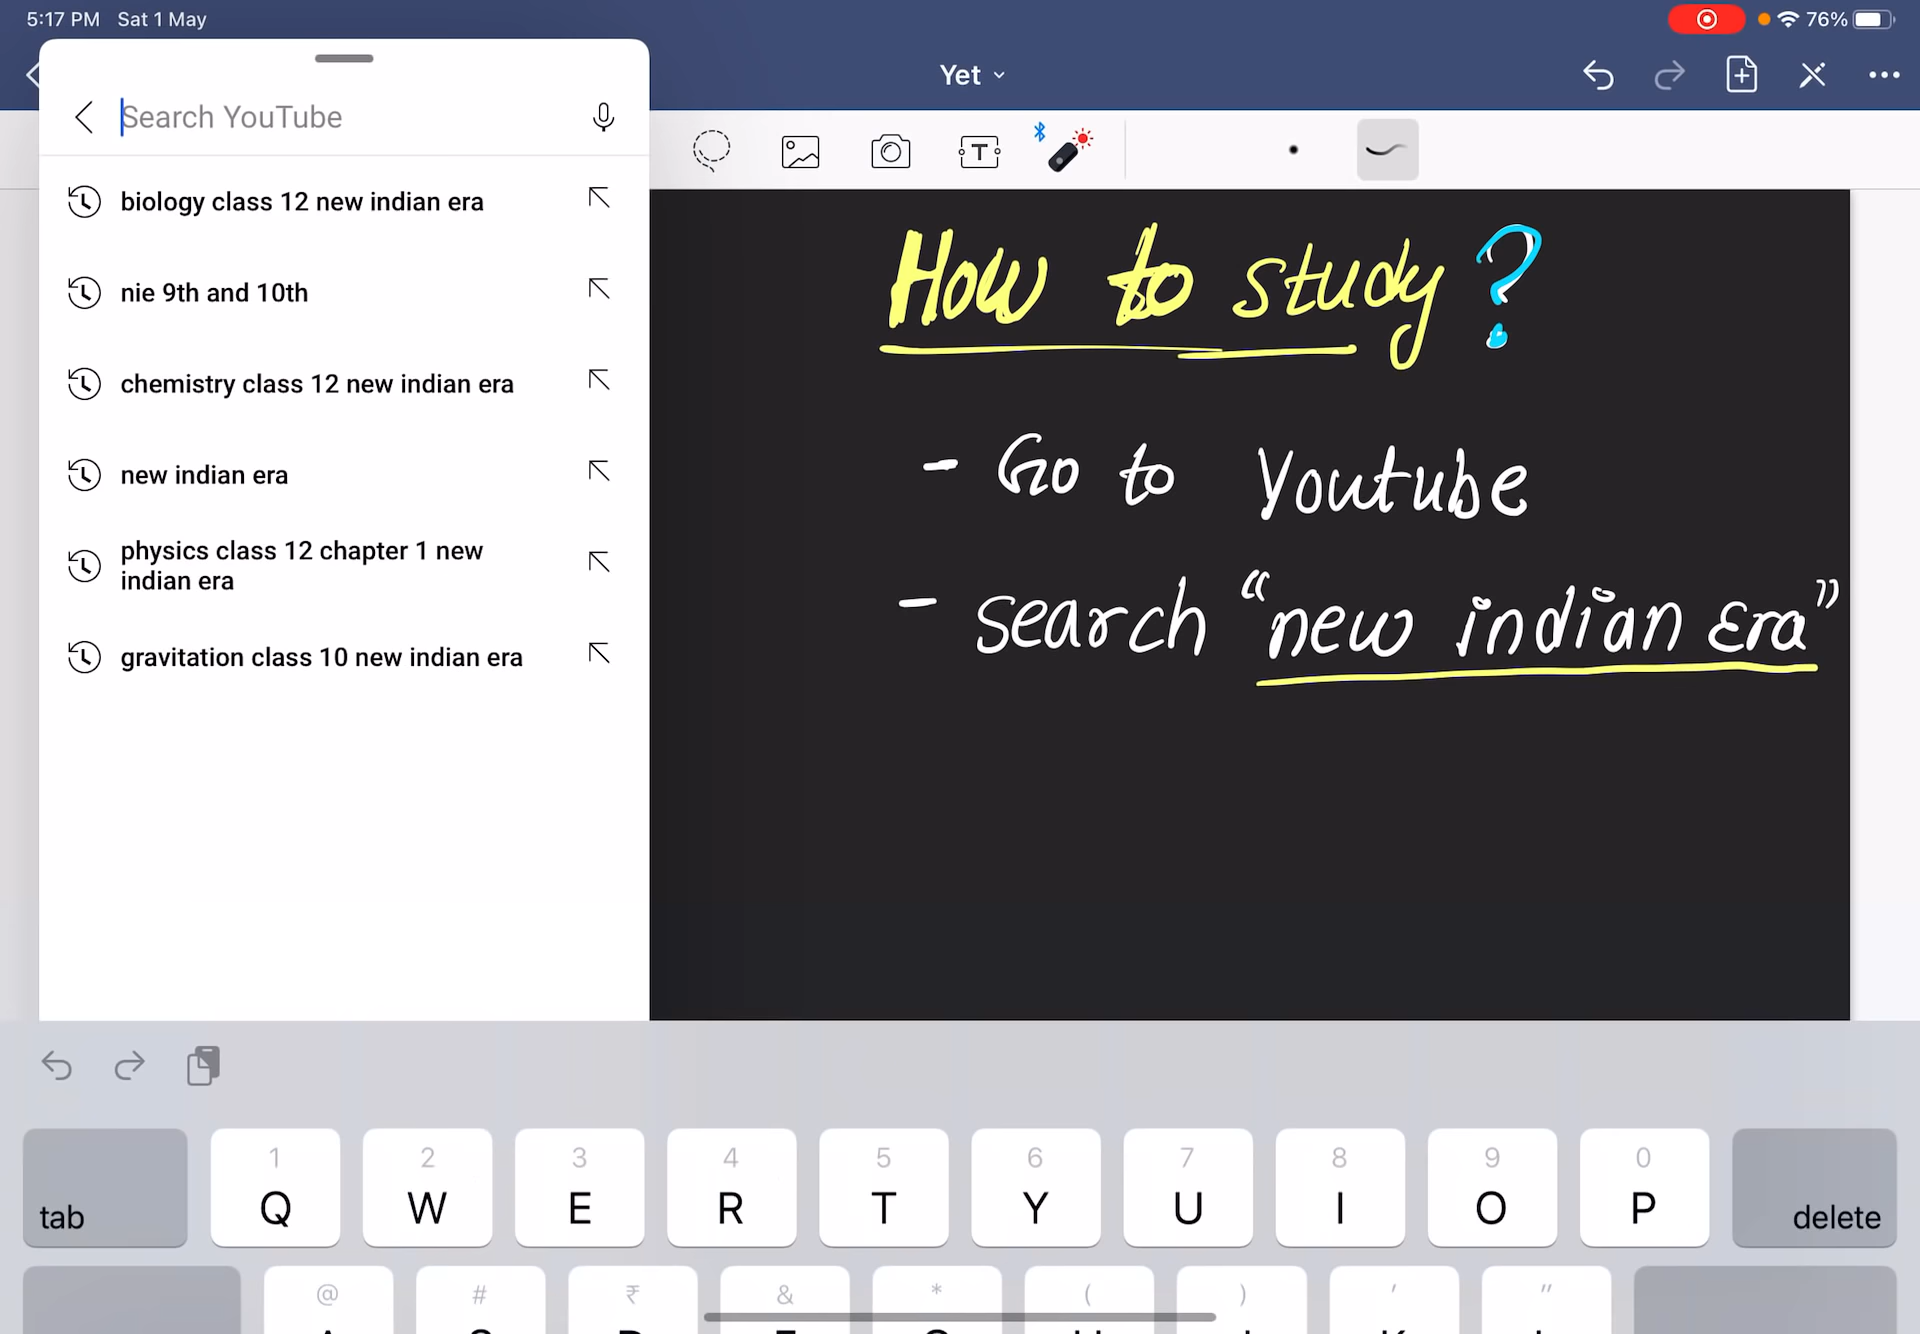 5:17 PM Sat 1 May
76%
Yet
Search YouTube
biology class 12 new indian era
nie 9th and 10th
chemistry class 12 new indian era
new indian era
physics class 12 chapter 1 new
indian era
gravitation class 10 new indian era
T
How to study?
- Go to Youtube
- search "new indian Era"
1 2 3 4 5 6 7 8 9 0
tab Q W E R T Y U I O P delete
@ # ₹ & * ( ) ' "